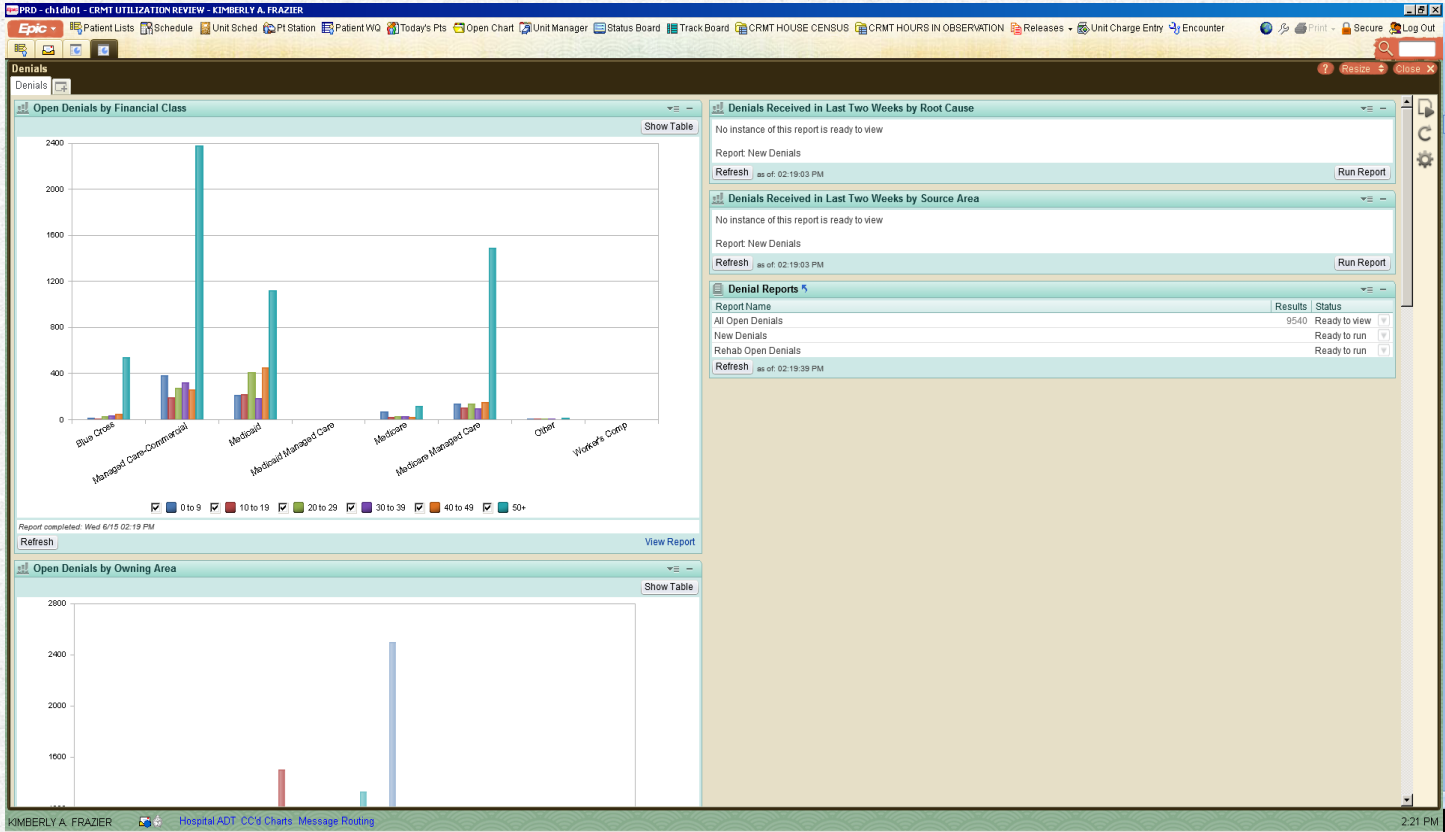 PRD - ch1db01 - CRMT UTILIZATION REVIEW - KIMBERLY A. FRAZIER
Epic Patient Lists Schedule Unit Sched Pt Station Patient WQ Today's Pts Open Chart Unit Manager Status Board Track Board CRMT HOUSE CENSUS CRMT HOURS IN OBSERVATION Releases Unit Charge Entry Encounter Print Secure Log Out
Denials ? Resize Close X
Denials
Open Denials by Financial Class
Show Table
2400
2000
1600
1200
800
400
0
Blue Cross
Managed Care-Commercial
Medicaid
Medicaid Managed Care
Medicare
Medicare Managed Care
Other
Worker's Comp
0 to 9 10 to 19 20 to 29 30 to 39 40 to 49 50+
Report completed: Wed 6/15 02:19 PM
Refresh View Report
Open Denials by Owning Area
Show Table
2800
2400
2000
1600
Denials Received in Last Two Weeks by Root Cause
No instance of this report is ready to view
Report: New Denials
Refresh as of: 02:19:03 PM Run Report
Denials Received in Last Two Weeks by Source Area
No instance of this report is ready to view
Report: New Denials
Refresh as of: 02:19:03 PM Run Report
Denial Reports
Report Name Results Status
All Open Denials 9540 Ready to view
New Denials Ready to run
Rehab Open Denials Ready to run
Refresh as of: 02:19:39 PM
KIMBERLY A. FRAZIER Hospital ADT CC'd Charts Message Routing 2:21 PM